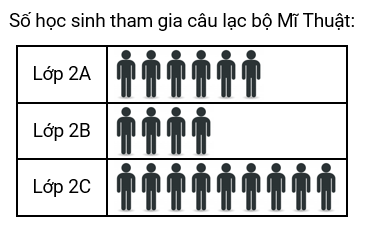 Số học sinh tham gia câu lạc bộ Mĩ Thuật:
Lớp 2A
Lớp 2B
Lớp 2C